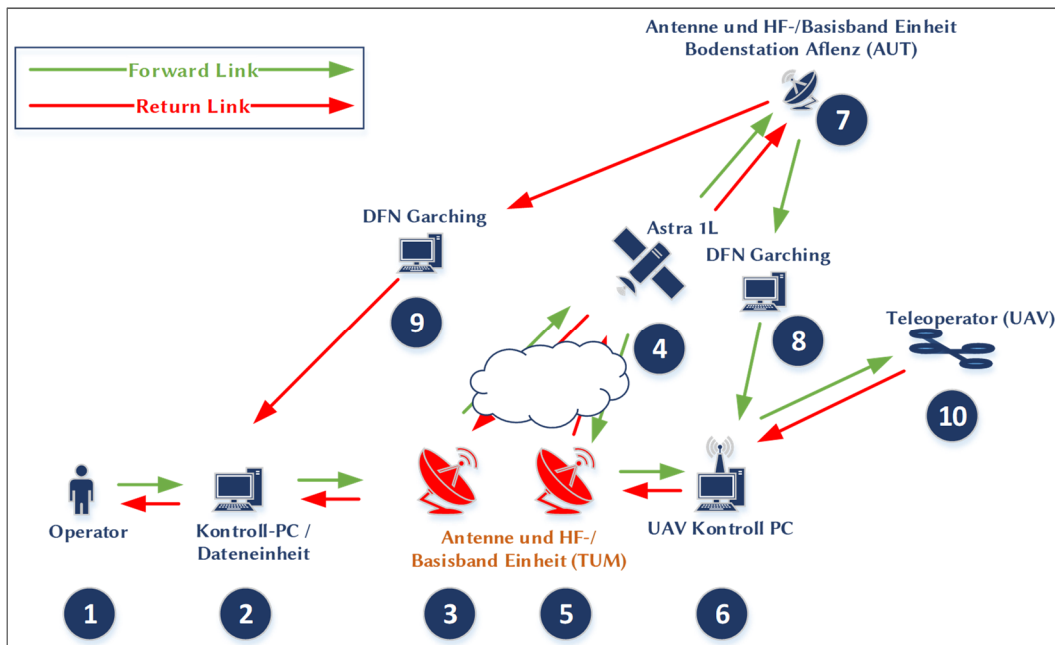 Antenne und HF-/Basisband Einheit
Bodenstation Aflenz (AUT)
Forward Link
Return Link
7
DFN Garching
Astra 1L
DFN Garching
9
4
8
Teleoperator (UAV)
10
Operator
Kontroll-PC /
Dateneinheit
Antenne und HF-/
Basisband Einheit (TUM)
UAV Kontroll PC
1
2
3
5
6